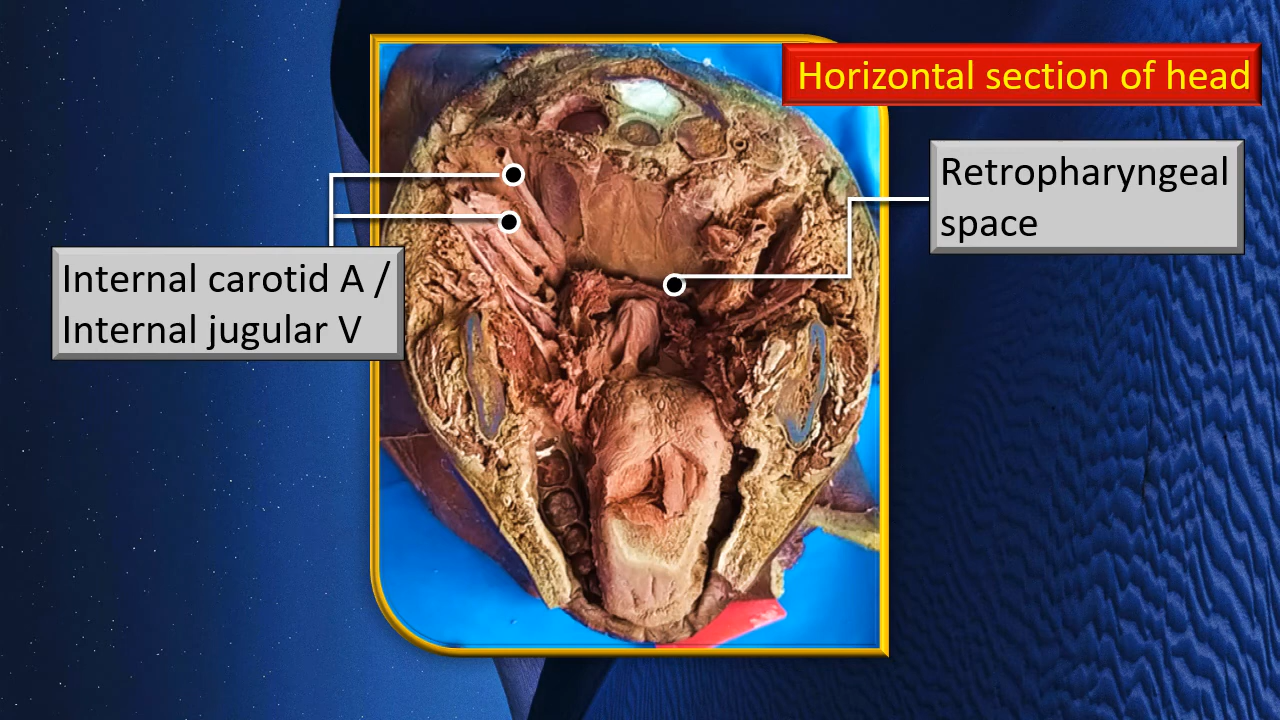 Horizontal section of head
Retropharyngeal
space
Internal carotid A /
Internal jugular V